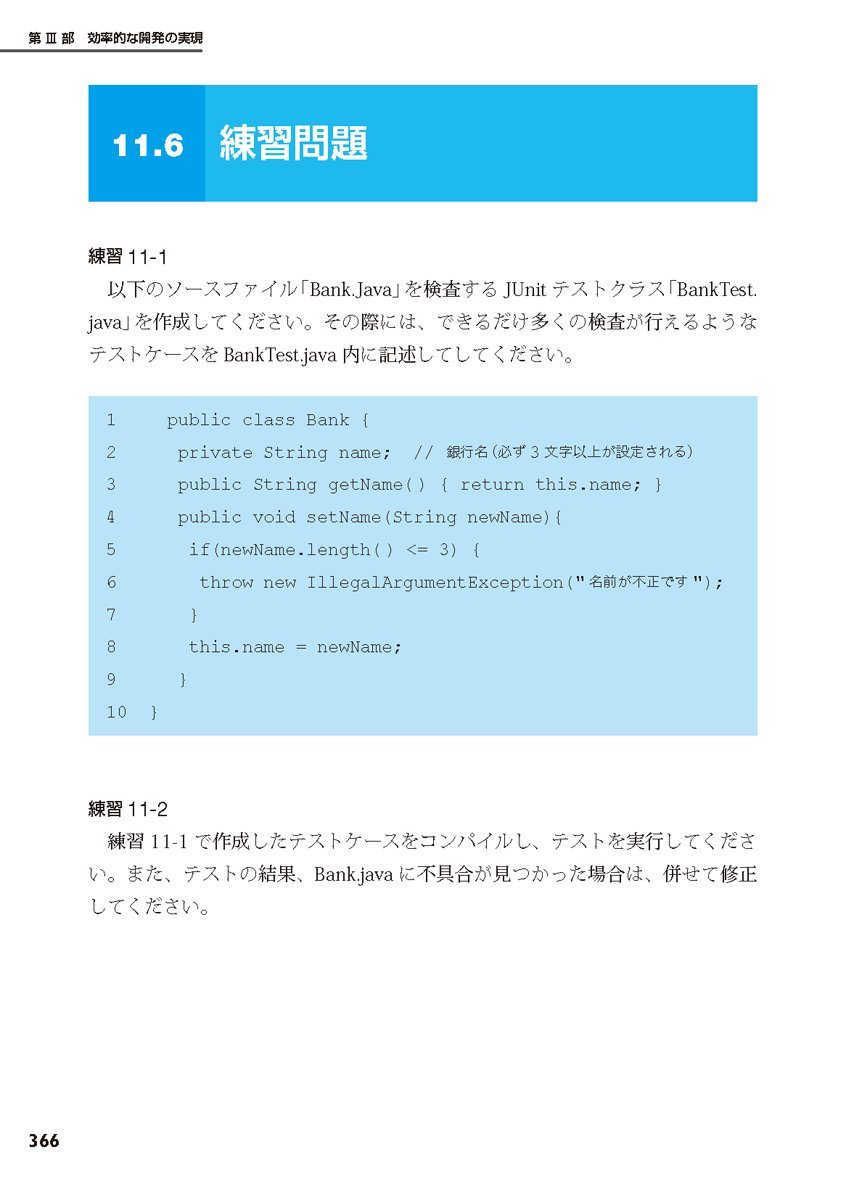 第 Ⅲ 部　効率的な開発の実現
11.6 練習問題
練習 11-1
　以下のソースファイル「Bank.Java」を検査する JUnit テストクラス「BankTest.
java」を作成してください。その際には、できるだけ多くの検査が行えるような
テストケースを BankTest.java 内に記述してしてください。
1 public class Bank {
2 private String name; // 銀行名（必ず 3 文字以上が設定される）
3 public String getName() { return this.name; }
4 public void setName(String newName){
5 if(newName.length() <= 3) {
6 throw new IllegalArgumentException("名前が不正です");
7 }
8 this.name = newName;
9 }
10 }
練習 11-2
　練習 11-1 で作成したテストケースをコンパイルし、テストを実行してくださ
い。また、テストの結果、Bank.java に不具合が見つかった場合は、併せて修正
してください。
366